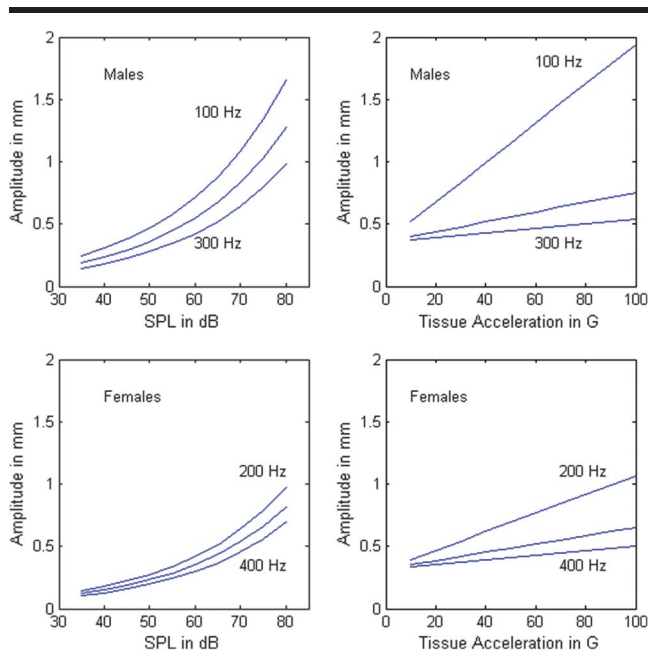 2
1.5
1
0.5
0
Amplitude in mm
Males
100 Hz
300 Hz
30 40 50 60 70 80
SPL in dB
2
1.5
1
0.5
0
Amplitude in mm
Males
100 Hz
300 Hz
0 20 40 60 80 100
Tissue Acceleration in G
2
1.5
1
0.5
0
Amplitude in mm
Females
200 Hz
400 Hz
30 40 50 60 70 80
SPL in dB
2
1.5
1
0.5
0
Amplitude in mm
Females
200 Hz
400 Hz
0 20 40 60 80 100
Tissue Acceleration in G